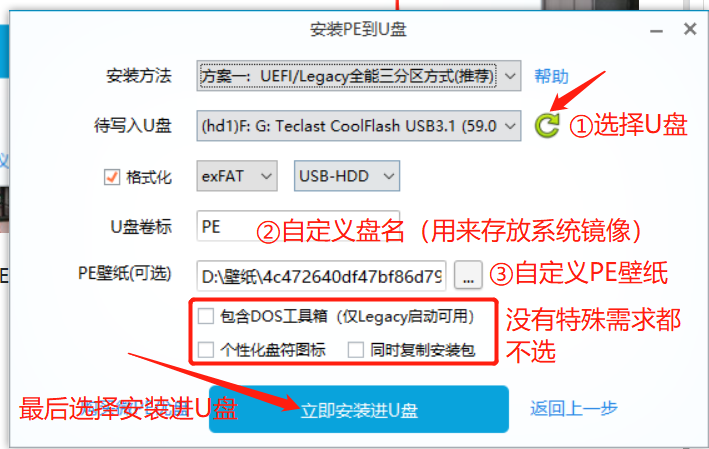 安装PE到U盘
安装方法 方案一：UEFI/Legacy全能三分区方式(推荐) 帮助
待写入U盘 (hd1)F: G: Teclast CoolFlash USB3.1 (59.0 ①选择U盘
格式化 exFAT USB-HDD
U盘卷标 PE ②自定义盘名（用来存放系统镜像）
PE壁纸(可选) D:\壁纸\4c472640df47bf86d79 ... ③自定义PE壁纸
包含DOS工具箱（仅Legacy启动可用） 没有特殊需求都
个性化盘符图标 同时复制安装包 不选
最后选择安装进U盘 立即安装进U盘 返回上一步